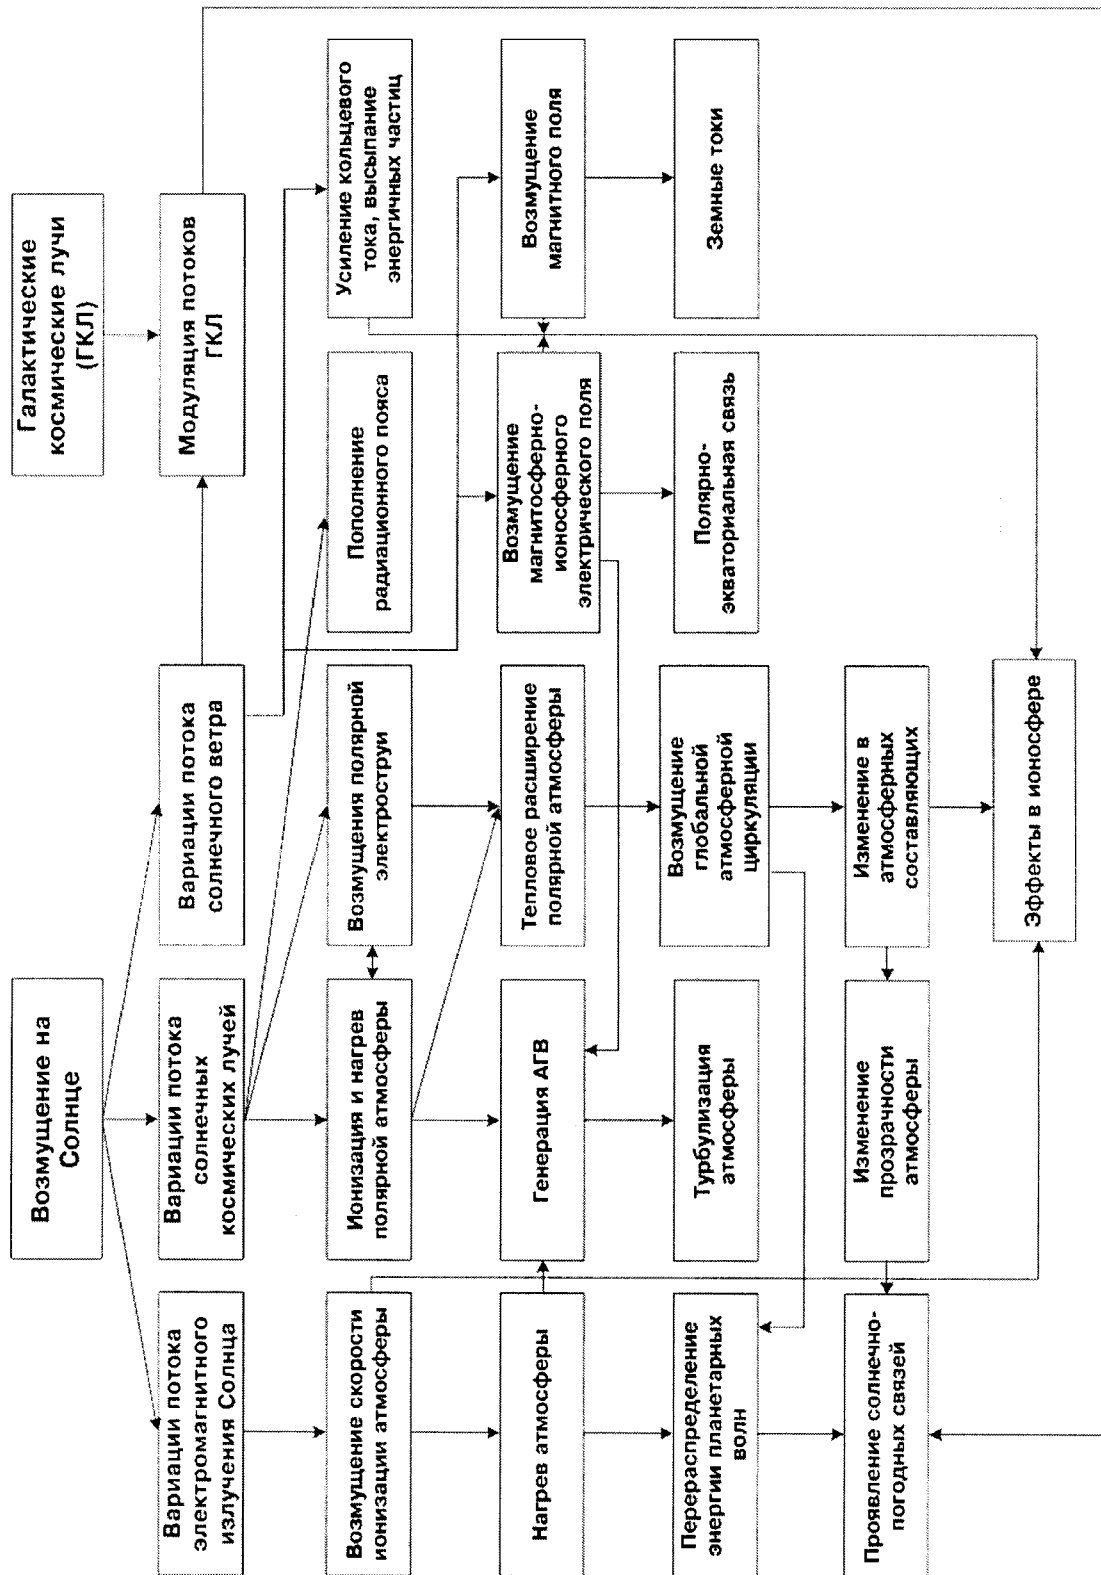 Возмущение на
Солнце
Галактические
космические лучи
(ГКЛ)
Вариации потока
электромагнитного
излучения Солнца
Вариации потока
солнечных
космических лучей
Вариации потока
солнечного ветра
Модуляция потоков
ГКЛ
Возмущение скорости
ионизации атмосферы
Ионизация и нагрев
полярной атмосферы
Возмущения полярной
электроструи
Пополнение
радиационного пояса
Усиление кольцевого
тока, высыпание
энергичных частиц
Нагрев атмосферы
Генерация АГВ
Тепловое расширение
полярной атмосферы
Возмущение
магнитосферно-
ионосферного
электрического поля
Возмущение
магнитного поля
Перераспределение
энергии планетарных
волн
Турбулизация
атмосферы
Возмущение
глобальной
атмосферной
циркуляции
Полярно-
экваториальная связь
Земные токи
Проявление солнечно-
погодных связей
Изменение
прозрачности
атмосферы
Изменение в
атмосферных
составляющих
Эффекты в ионосфере